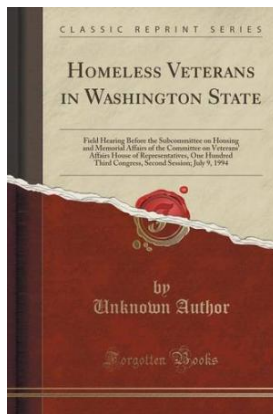 CLASSIC REPRINT SERIES
HOMELESS VETERANS
IN WASHINGTON STATE
Field Hearing Before the Subcommittee on Housing
and Memorial Affairs of the Committee on Veterans'
Affairs House of Representatives, One Hundred
Third Congress, Second Session; July 9, 1994
by
Unknown Author
Forgotten Books